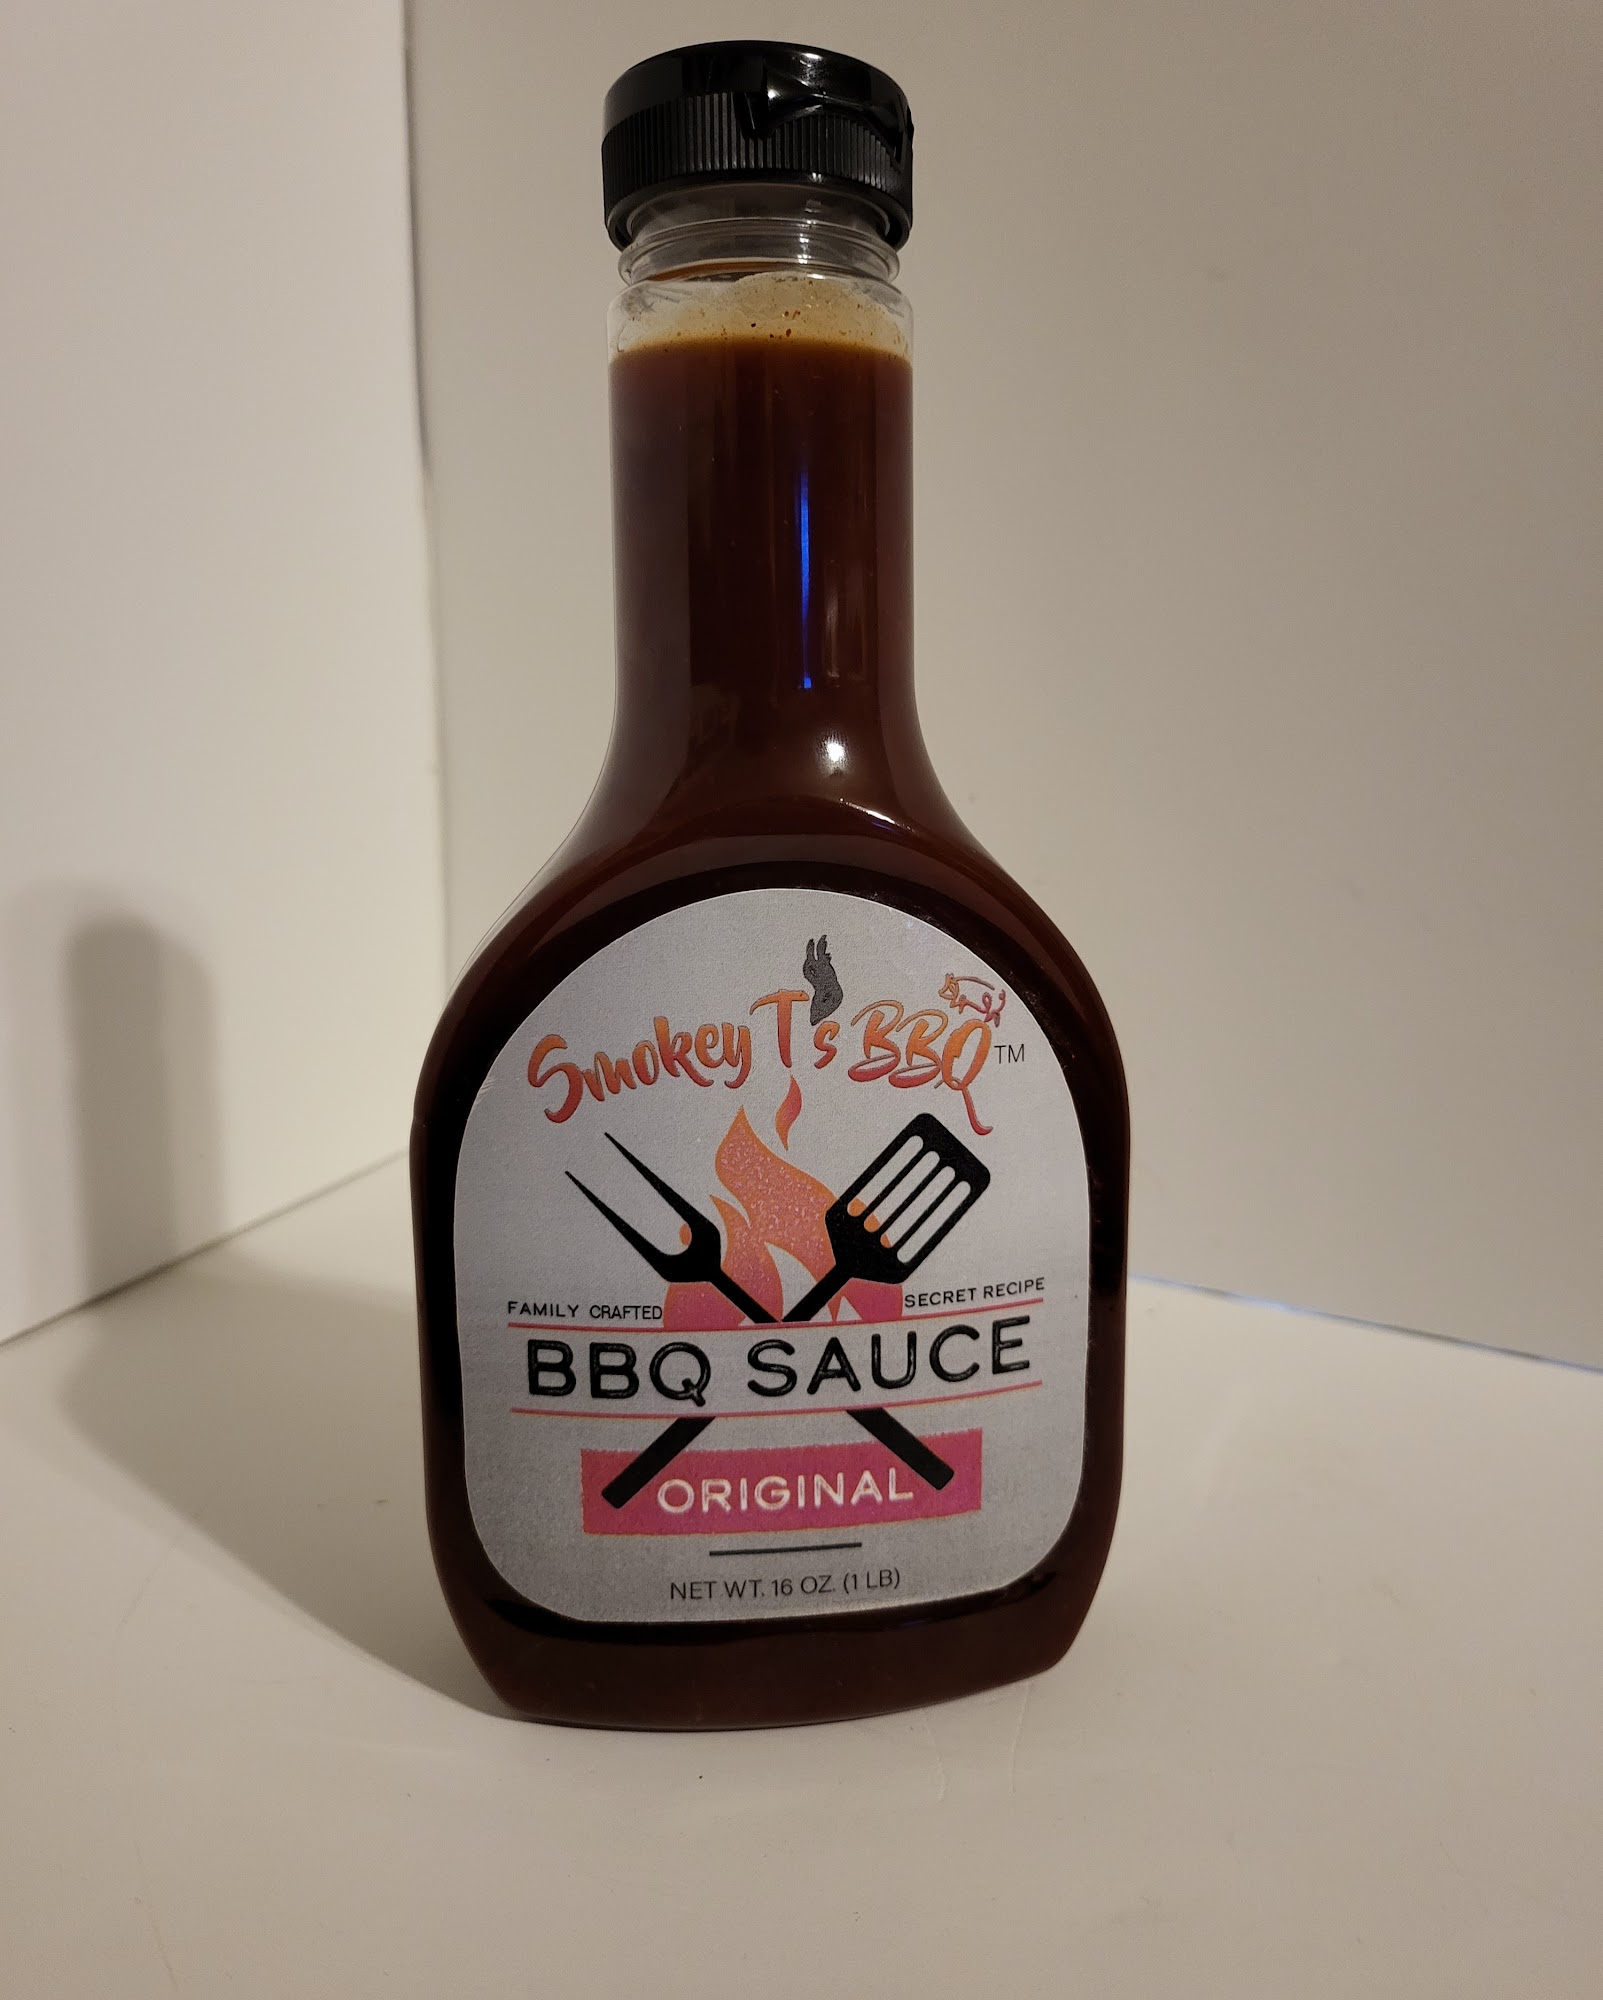 Smokey T's BBQ™
FAMILY CRAFTED
SECRET RECIPE
BBQ SAUCE
ORIGINAL
NET WT. 16 OZ. (1 LB)